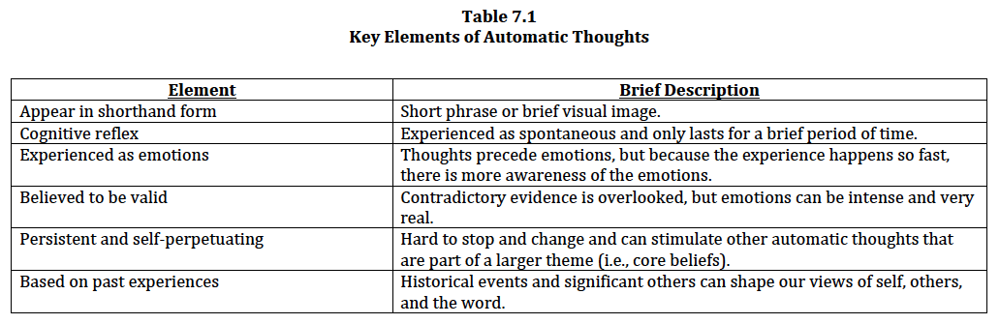 Table 7.1
Key Elements of Automatic Thoughts
Element Brief Description
Appear in shorthand form Short phrase or brief visual image.
Cognitive reflex Experienced as spontaneous and only lasts for a brief period of time.
Experienced as emotions Thoughts precede emotions, but because the experience happens so fast,
there is more awareness of the emotions.
Believed to be valid Contradictory evidence is overlooked, but emotions can be intense and very
real.
Persistent and self-perpetuating Hard to stop and change and can stimulate other automatic thoughts that
are part of a larger theme (i.e., core beliefs).
Based on past experiences Historical events and significant others can shape our views of self, others,
and the word.